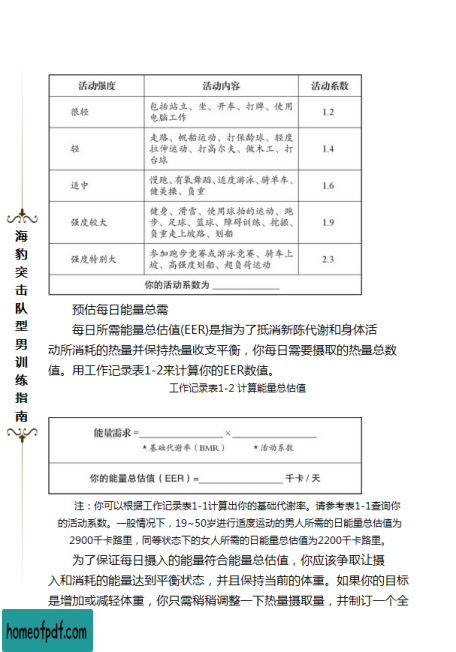 活动强度 活动内容 活动系数
很轻 包括站立、坐、开车、打牌、使用
电脑工作 1.2
轻 走路、帆船运动、打保龄球、轻度
拉伸运动、打高尔夫、做木工、打
台球 1.4
适中 慢跑、有氧舞蹈、适度游泳、骑单车、
健美操、负重 1.6
强度较大 健身、滑雪、使用球拍的运动、跑
步、足球、篮球、障碍训练、挖掘、
负重走上坡路、划船 1.9
强度特别大 参加跑步竞赛或游泳竞赛、骑车上
坡、高强度划船、超负荷运动 2.3
你的活动系数为
预估每日能量总需
每日所需能量总估值(EER)是指为了抵消新陈代谢和身体活
动所消耗的热量并保持热量收支平衡，你每日需要摄取的热量总数
值。用工作记录表1-2来计算你的EER数值。
工作记录表1-2 计算能量总估值
能量需求= ×
*基础代谢率（BMR） *活动系数
你的能量总估值（EER）= 千卡/天
注：你可以根据工作记录表1-1计算出你的基础代谢率。请参考表1-1查询你
的活动系数。一般情况下，19~50岁进行适度运动的男人所需的日能量总估值为
2900千卡路里，同等状态下的女人所需的日能量总估值为2200千卡路里。
为了保证每日摄入的能量符合能量总估值，你应该争取让摄
入和消耗的能量达到平衡状态，并且保持当前的体重。如果你的目标
是增加或减轻体重，你只需稍稍调整一下热量摄取量，并制订一个全
海豹突击队型男训练指南
homeofpdf.com